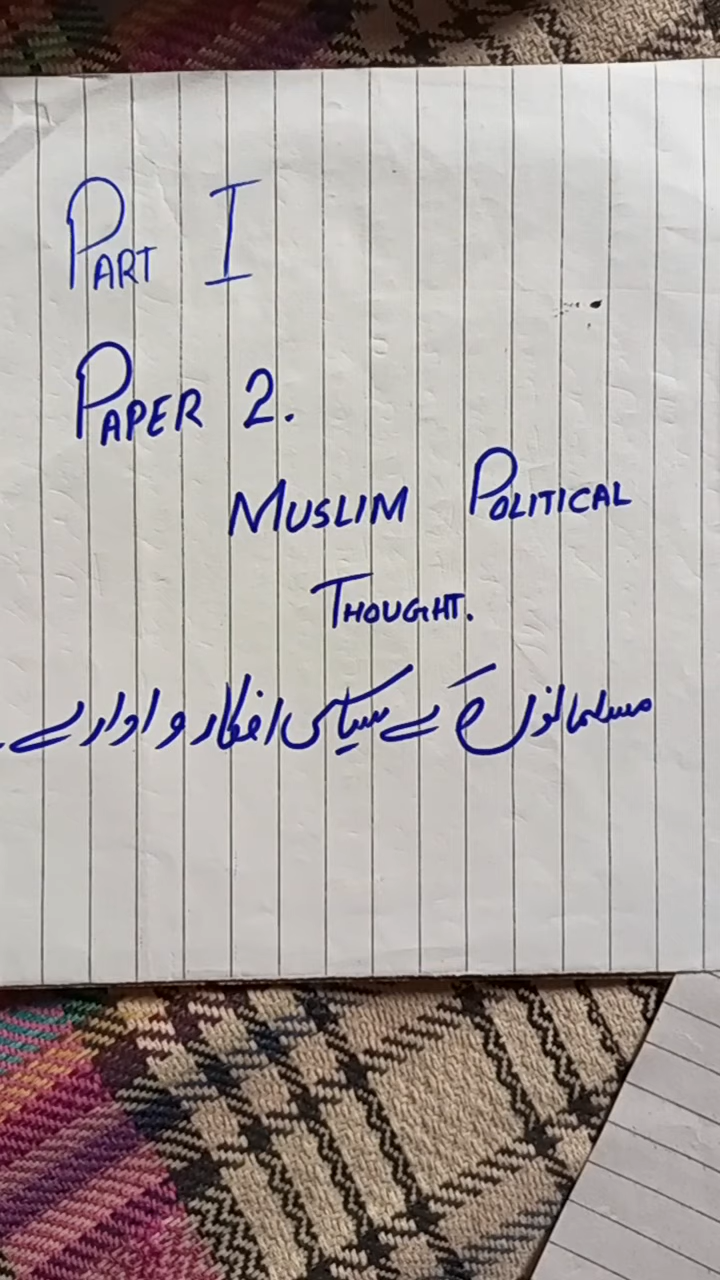 PART I
PAPER 2.
MUSLIM POLITICAL
THOUGHT.
مسلمانوں کے سیاسی افکار و ادارے۔